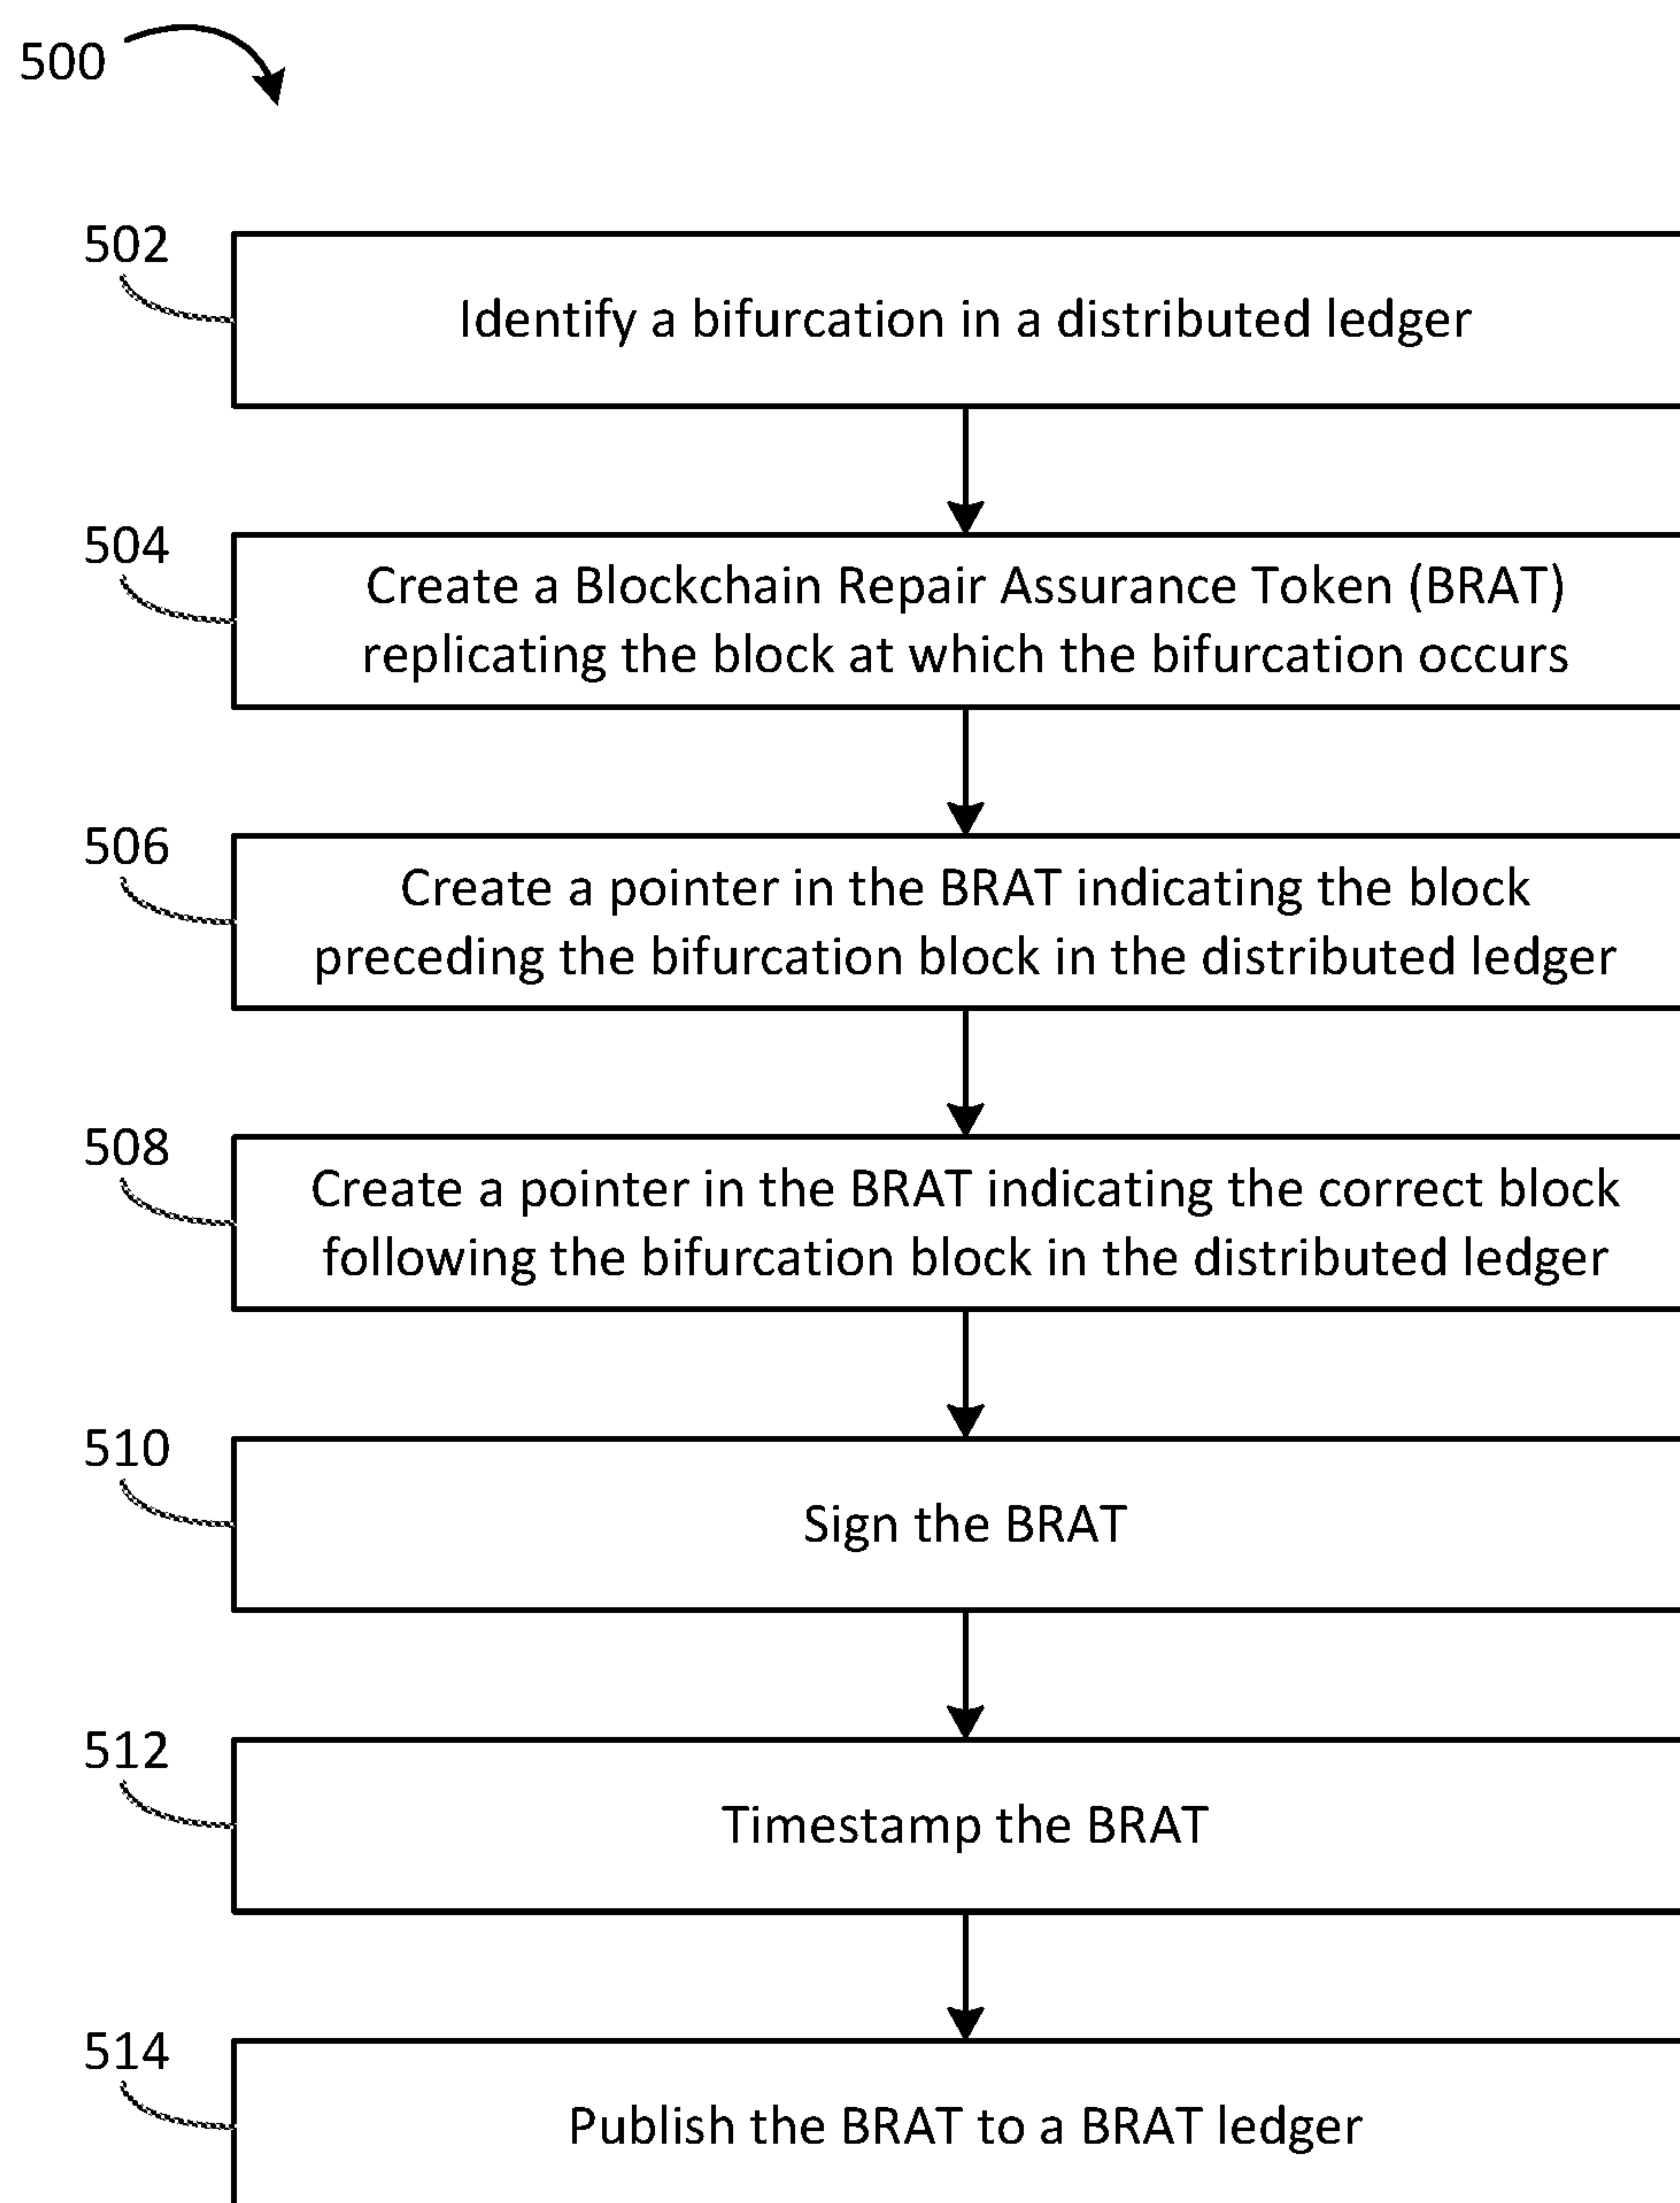 500
502
Identify a bifurcation in a distributed ledger
504
Create a Blockchain Repair Assurance Token (BRAT)
replicating the block at which the bifurcation occurs
506
Create a pointer in the BRAT indicating the block
preceding the bifurcation block in the distributed ledger
508
Create a pointer in the BRAT indicating the correct block
following the bifurcation block in the distributed ledger
510
Sign the BRAT
512
Timestamp the BRAT
514
Publish the BRAT to a BRAT ledger